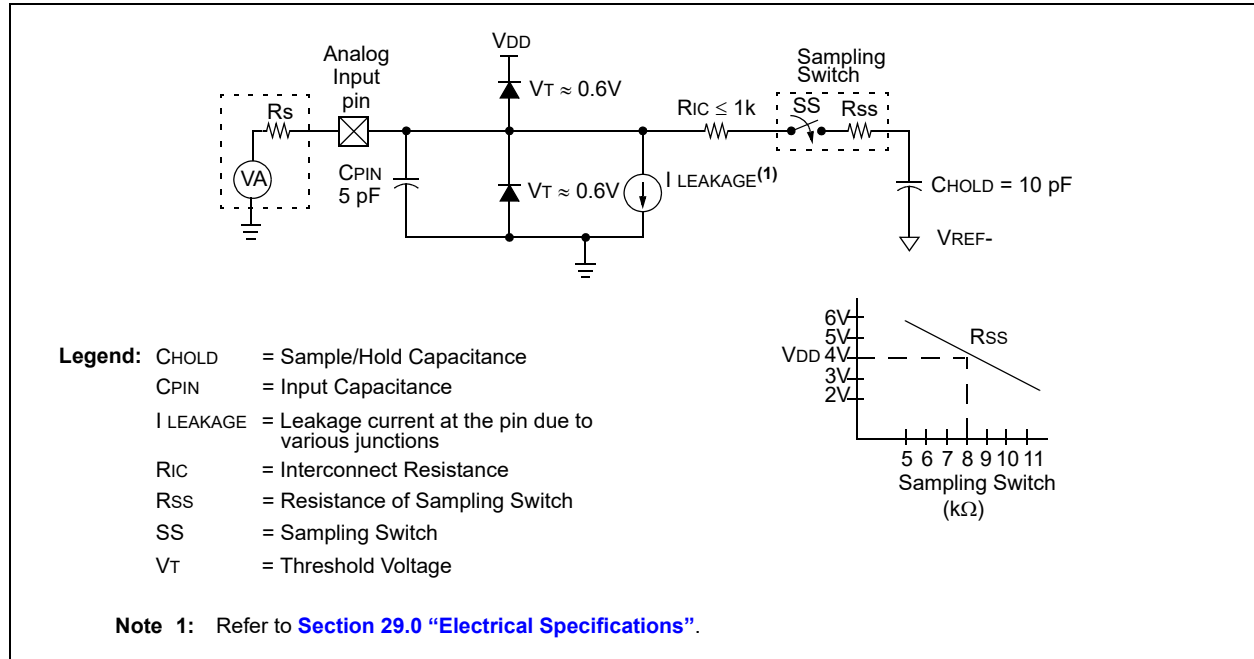 VDD
Analog
Input
pin
Sampling
Switch
VT ≈ 0.6V
Rs
RIC ≤ 1k
SS
Rss
VA
CPIN
5 pF
VT ≈ 0.6V
I LEAKAGE(1)
CHOLD = 10 pF
VREF-
6V
5V
VDD 4V
3V
2V
RSS
5 6 7 8 9 10 11
Sampling Switch
(kΩ)
Legend: CHOLD = Sample/Hold Capacitance
CPIN = Input Capacitance
I LEAKAGE = Leakage current at the pin due to
various junctions
RIC = Interconnect Resistance
RSS = Resistance of Sampling Switch
SS = Sampling Switch
VT = Threshold Voltage
Note 1: Refer to Section 29.0 “Electrical Specifications”.